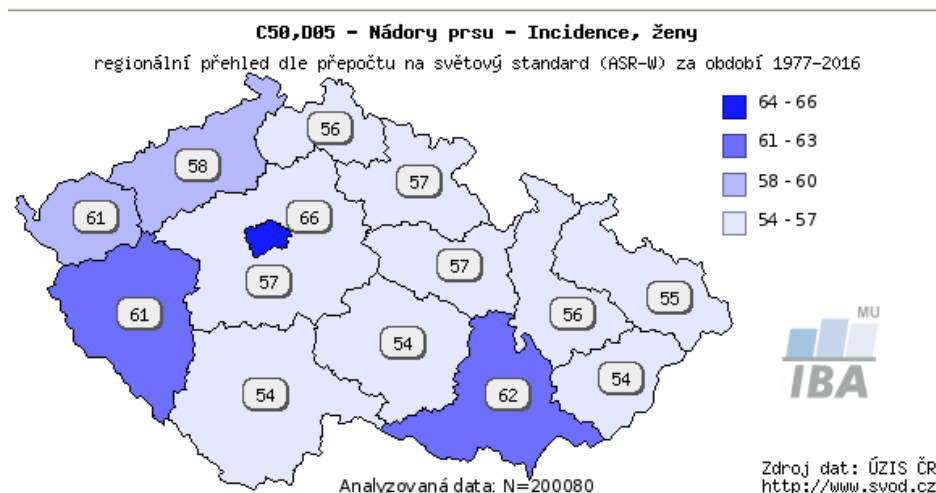 C50,D05 - Nádory prsu - Incidence, ženy
regionální přehled dle přepočtu na světový standard (ASR-W) za období 1977-2016
64 - 66
61 - 63
58 - 60
54 - 57
56
58
57
61
66
57
57
61
55
56
54
54
62
54
MU
IBA
Analyzovaná data: N=200080
Zdroj dat: ÚZIS ČR
http://www.svod.cz